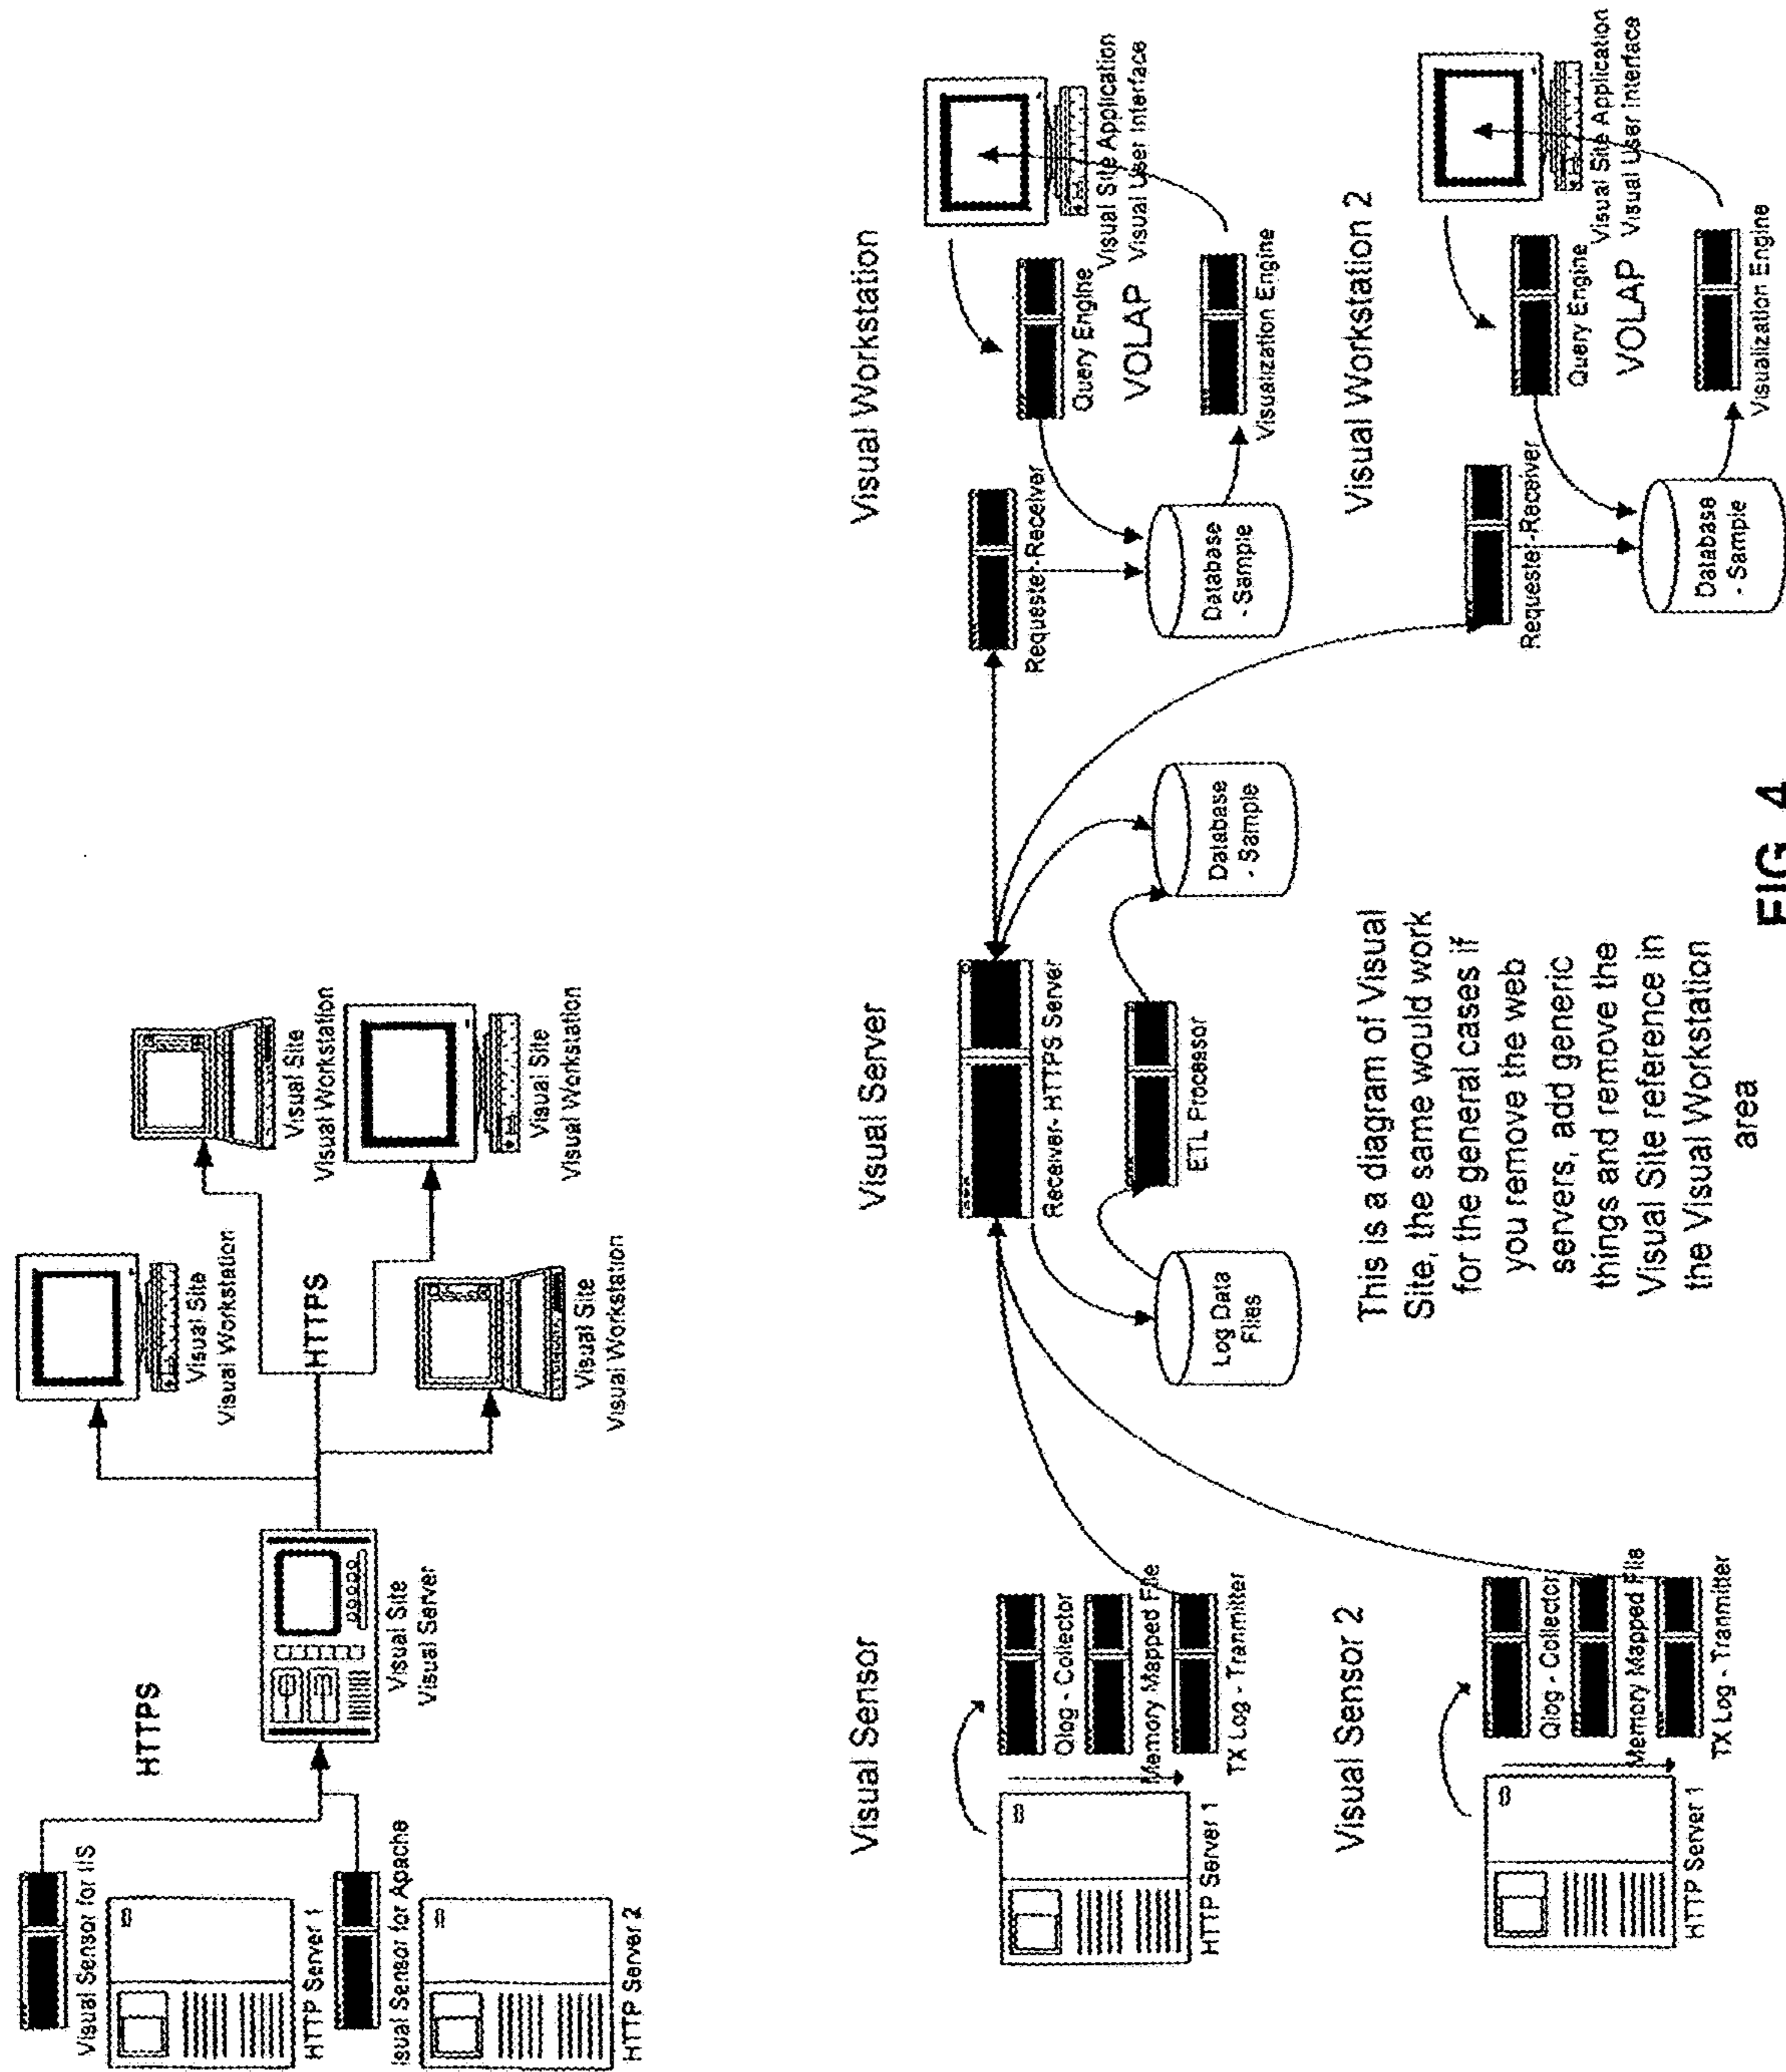 HTTPS
Visual Sensor for IIS
HTTP Server 1
isual Sensor for Apache
HTTP Server 2
Visual Site
Visual Server
HTTPS
Visual Site
Visual Workstation
Visual Site
Visual Workstation
Visual Site
Visual Workstation
Visual Site
Visual Workstation
Visual Sensor
Qlog - Collector
Memory Mapped File
TX Log - Tranmitter
HTTP Server 1
Visual Sensor 2
Qlog - Collector
Memory Mapped File
TX Log - Tranmitter
HTTP Server 1
Visual Server
Receiver- HTTPS Server
ETL Processor
Log Data
Files
Database
- Sample
This is a diagram of Visual
Site, the same would work
for the general cases if
you remove the web
servers, add generic
things and remove the
Visual Site reference in
the Visual Workstation
area
Visual Workstation
Requester-Receiver
Query Engine
Visual Site Application
VOLAP
Visual User Interface
Database
- Sample
Visualization Engine
Visual Workstation 2
Requester-Receiver
Query Engine
Visual Site Application
VOLAP
Visual User Interface
Database
- Sample
Visualization Engine
FIG. 4